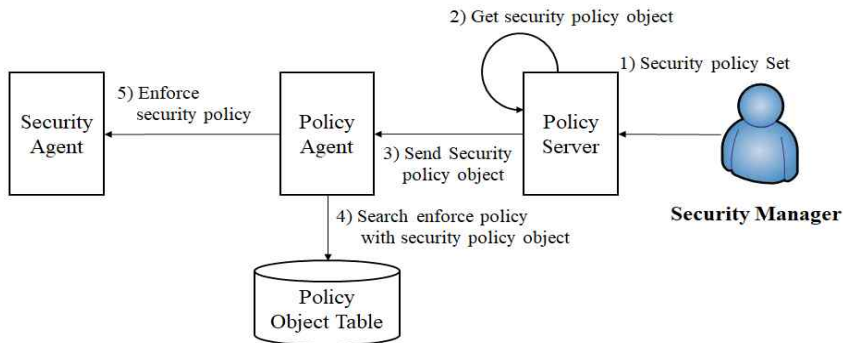 2) Get security policy object
1) Security policy Set
5) Enforce
security policy
Security
Agent
Policy
Agent
Policy
Server
3) Send Security
policy object
Security Manager
4) Search enforce policy
with security policy object
Policy
Object Table